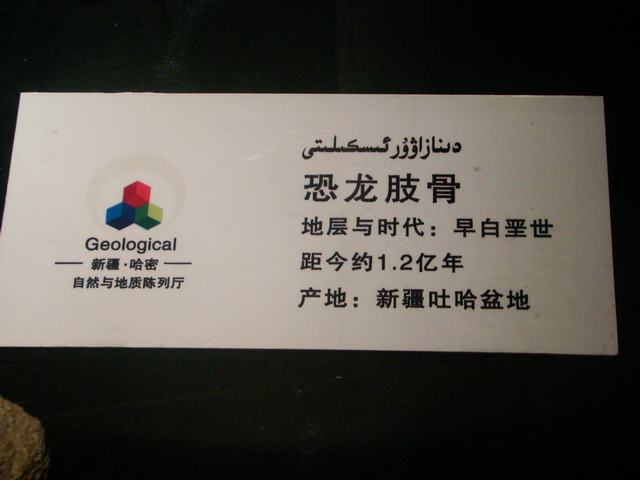 دىنازاۋۇر ئىسكىلىتى
恐龙肢骨
地层与时代：早白垩世
距今约1.2亿年
产地：新疆吐哈盆地
Geological
新疆·哈密
自然与地质陈列厅